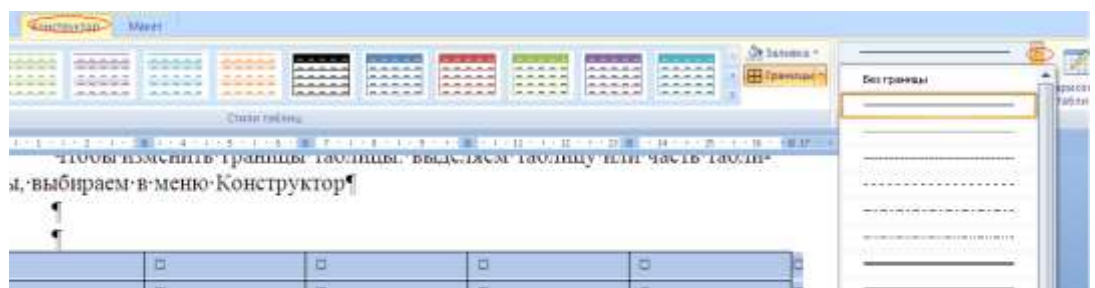 Конструктор Макет
Заливка
Границы
Без границы
Стили таблиц
Чтобы изменить границы таблицы, выделяем таблицу или часть табли-
ы, выбираем в меню Конструктор¶
¶
¶